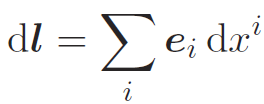 d𝒍 = ∑ᵢ 𝒆ᵢ dxⁱ